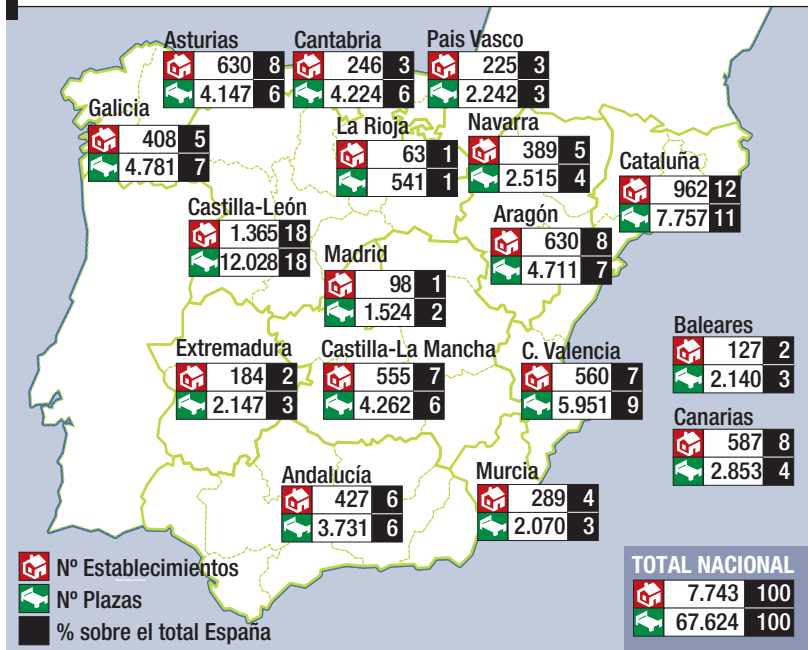 Asturias
630 8
4.147 6
Cantabria
246 3
4.224 6
Pais Vasco
225 3
2.242 3
Galicia
408 5
4.781 7
La Rioja
63 1
541 1
Navarra
389 5
2.515 4
Cataluña
962 12
7.757 11
Castilla-León
1.365 18
12.028 18
Aragón
630 8
4.711 7
Madrid
98 1
1.524 2
Baleares
127 2
2.140 3
Extremadura
184 2
2.147 3
Castilla-La Mancha
555 7
4.262 6
C. Valencia
560 7
5.951 9
Canarias
587 8
2.853 4
Andalucía
427 6
3.731 6
Murcia
289 4
2.070 3
Nº Establecimientos
Nº Plazas
% sobre el total España
TOTAL NACIONAL
7.743 100
67.624 100